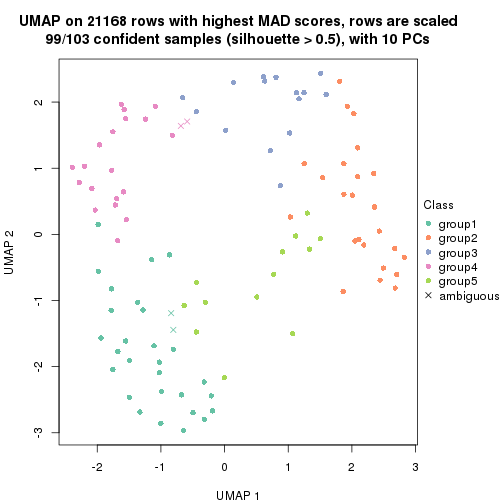 UMAP on 21168 rows with highest MAD scores, rows are scaled
99/103 confident samples (silhouette > 0.5), with 10 PCs
2
1
0
-1
-2
-3
UMAP 2
-2
-1
0
1
2
3
UMAP 1
Class
group1
group2
group3
group4
group5
ambiguous